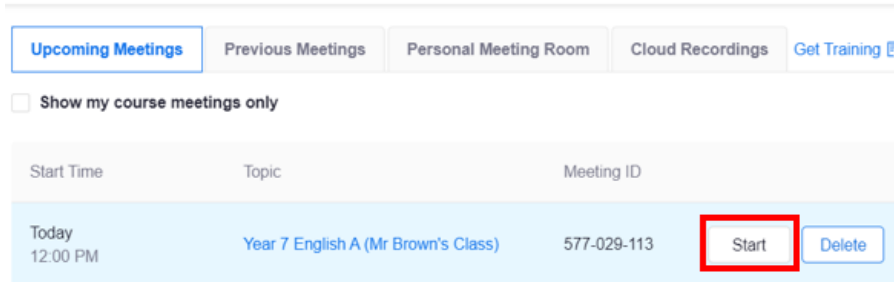 Upcoming Meetings Previous Meetings Personal Meeting Room Cloud Recordings Get Training
Show my course meetings only
Start Time Topic Meeting ID
Today
12:00 PM
Year 7 English A (Mr Brown's Class) 577-029-113 Start Delete